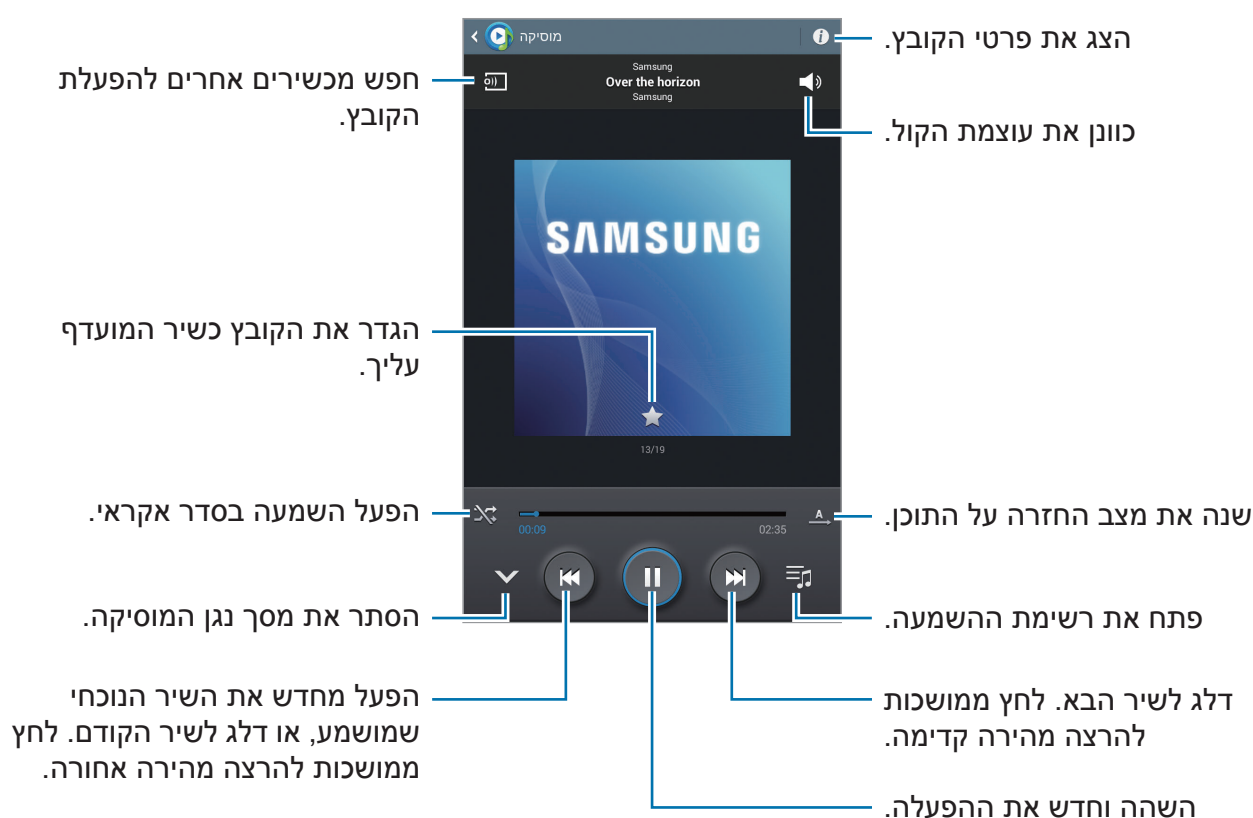 מוסיקה
הצג את פרטי הקובץ.
Samsung
Over the horizon
Samsung
חפש מכשירים אחרים להפעלת
הקובץ.
כוונן את עוצמת הקול.
SAMSUNG
הגדר את הקובץ כשיר המועדף
עליך.
13/19
הפעל השמעה בסדר אקראי.
00:09
02:35
A
שנה את מצב החזרה על התוכן.
הסתר את מסך נגן המוסיקה.
פתח את רשימת ההשמעה.
הפעל מחדש את השיר הנוכחי
שמושמע, או דלג לשיר הקודם. לחץ
ממושכות להרצה מהירה אחורה.
דלג לשיר הבא. לחץ ממושכות
להרצה מהירה קדימה.
השהה וחדש את ההפעלה.